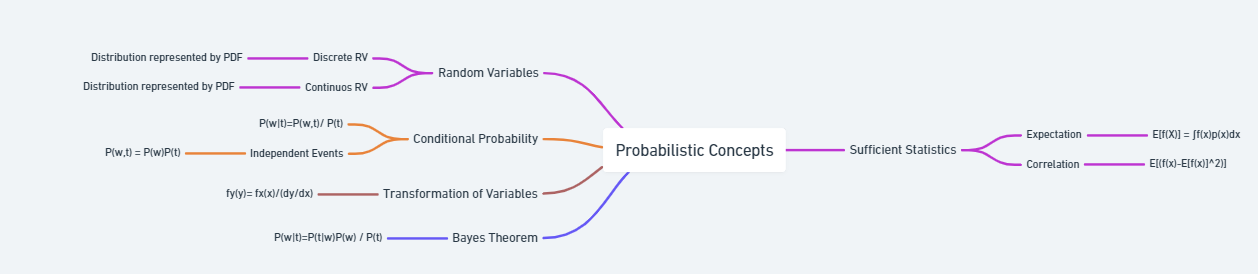 Probabilistic Concepts
Random Variables
Discrete RV
Distribution represented by PDF
Continuos RV
Distribution represented by PDF
Conditional Probability
P(w|t)=P(w,t)/ P(t)
Independent Events
P(w,t) = P(w)P(t)
Transformation of Variables
fy(y)= fx(x)/(dy/dx)
Bayes Theorem
P(w|t)=P(t|w)P(w) / P(t)
Sufficient Statistics
Expectation
E[f(X)] = ∫f(x)p(x)dx
Correlation
E[(f(x)-E[f(x)]^2)]